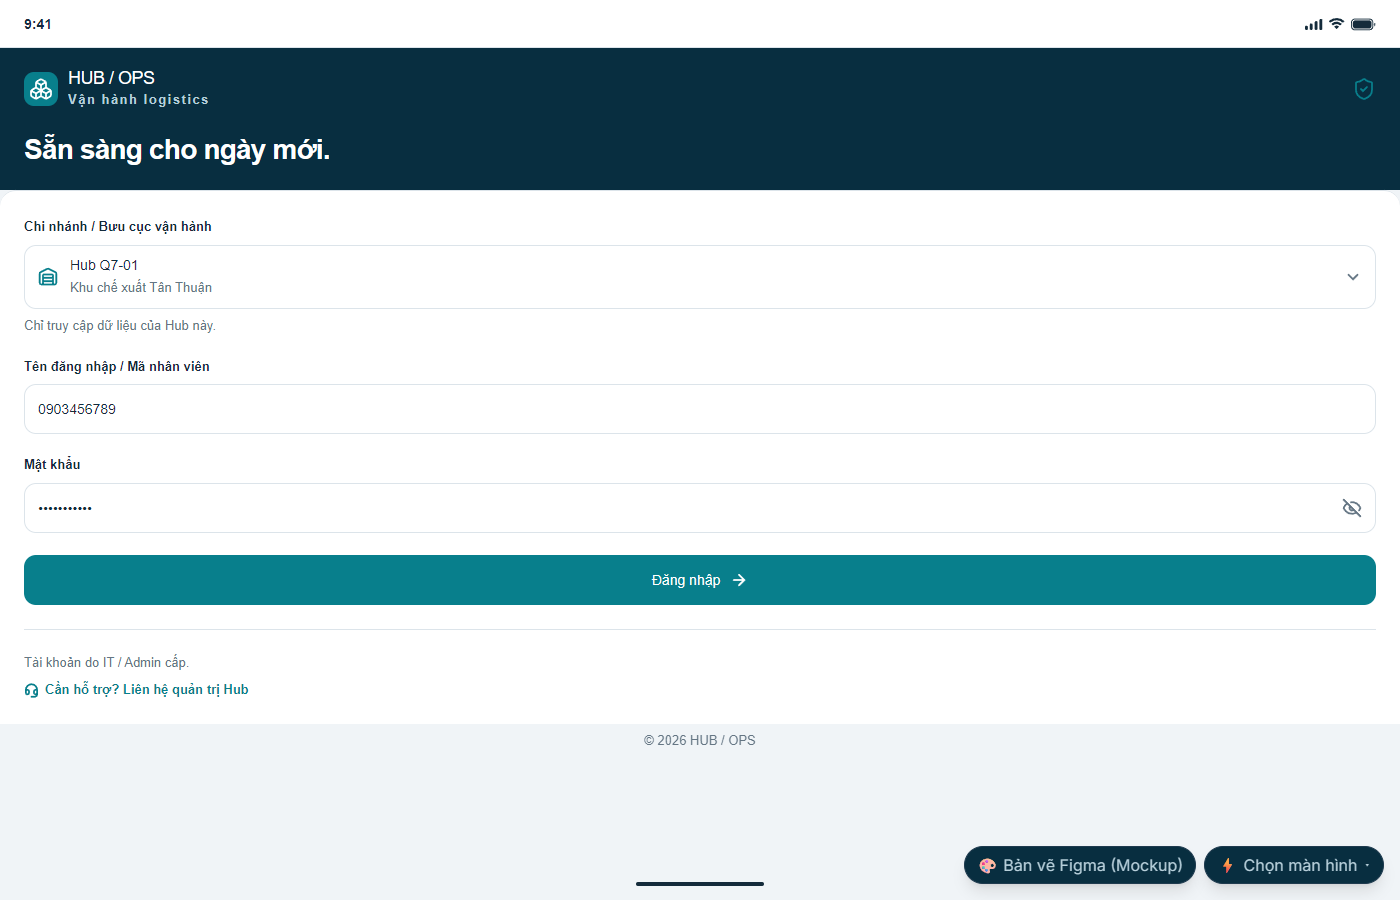 9:41
HUB / OPS
Vận hành logistics
Sẵn sàng cho ngày mới.
Chi nhánh / Bưu cục vận hành
Hub Q7-01
Khu chế xuất Tân Thuận
Chỉ truy cập dữ liệu của Hub này.
Tên đăng nhập / Mã nhân viên
0903456789
Mật khẩu
•••••••••••
Đăng nhập
Tài khoản do IT / Admin cấp.
Cần hỗ trợ? Liên hệ quản trị Hub
© 2026 HUB / OPS
Bản vẽ Figma (Mockup)
Chọn màn hình